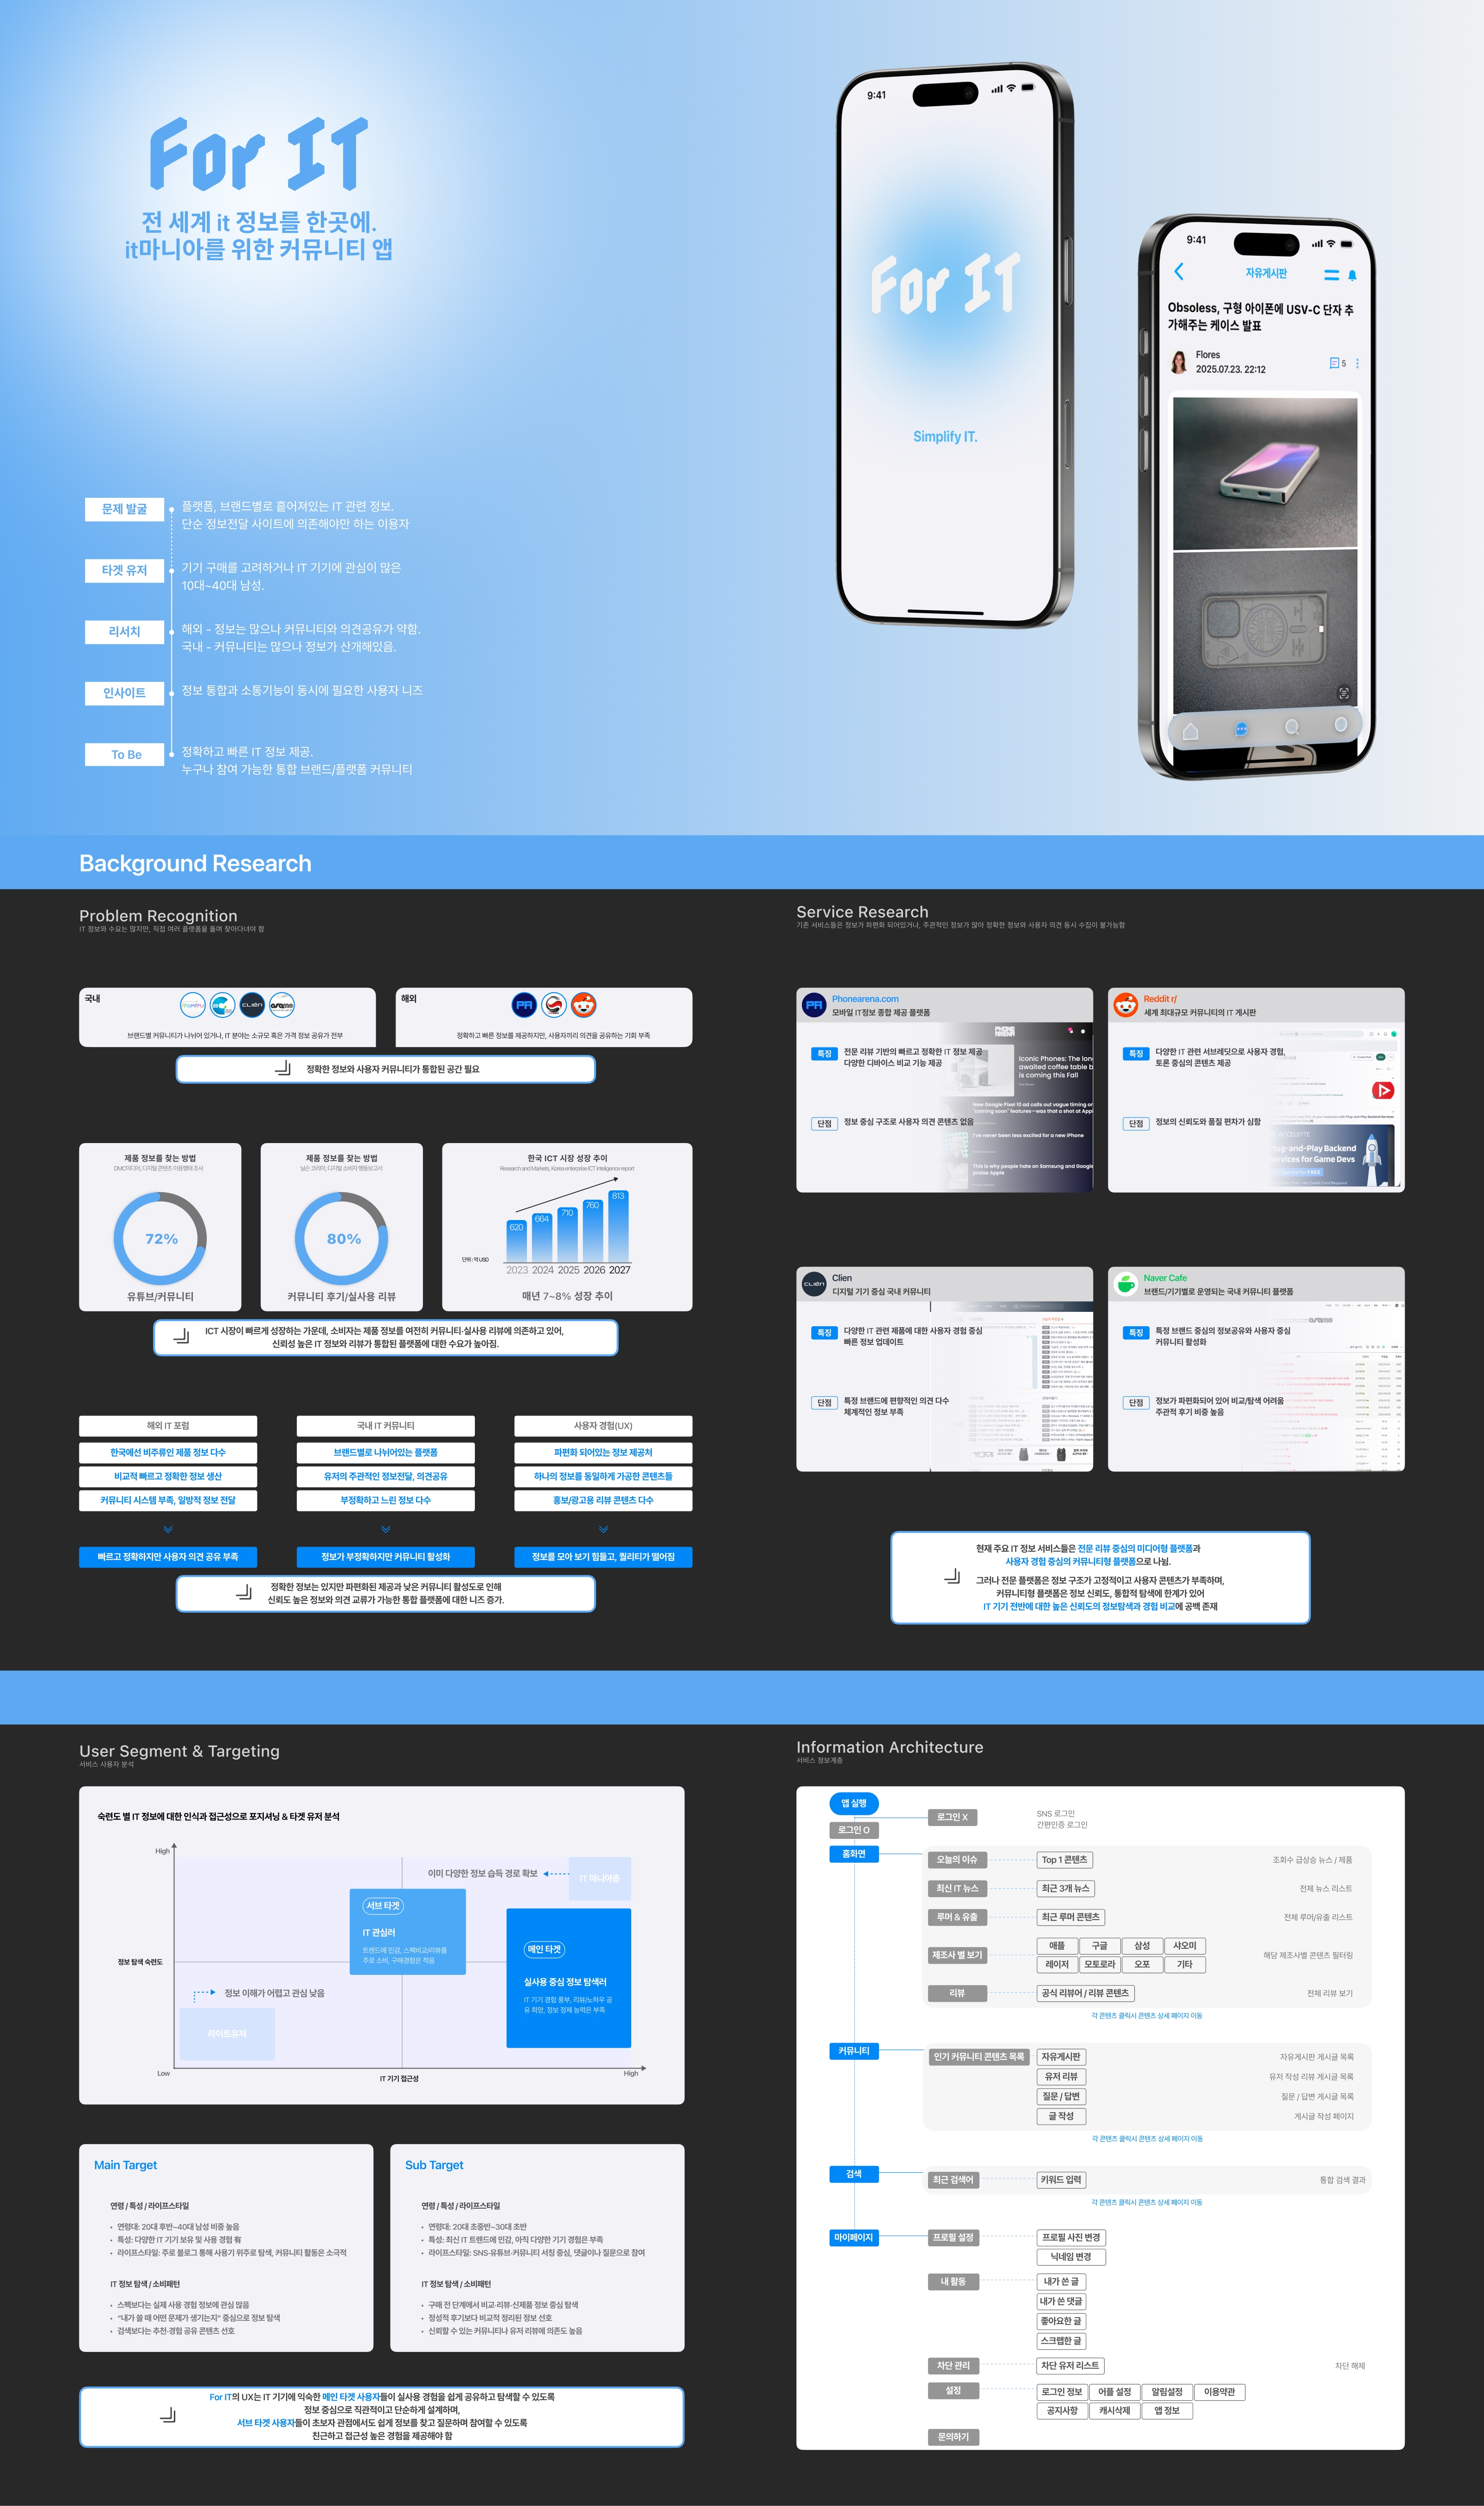 For IT
전 세계 it 정보를 한곳에.
it마니아를 위한 커뮤니티 앱
문제 발굴
플랫폼, 브랜드별로 흩어져있는 IT 관련 정보.
단순 정보전달 사이트에 의존해야만 하는 이용자
타겟 유저
기기 구매를 고려하거나 IT 기기에 관심이 많은
10대~40대 남성.
리서치
해외 - 정보는 많으나 커뮤니티와 의견공유가 약함.
국내 - 커뮤니티는 많으나 정보가 산개해있음.
인사이트
정보 통합과 소통기능이 동시에 필요한 사용자 니즈
To Be
정확하고 빠른 IT 정보 제공.
누구나 참여 가능한 통합 브랜드/플랫폼 커뮤니티
9:41
For IT
Simplify IT.
9:41
자유게시판
Obsoless, 구형 아이폰에 USV-C 단자 추
가해주는 케이스 발표
Flores
2025.07.23. 22:12
5
Background Research
Problem Recognition
IT 정보와 수요는 많지만, 직접 여러 플랫폼을 돌며 찾아다녀야 함
국내
CLIEN
브랜드별 커뮤니티가 나뉘어 있거나, IT 분야는 소규모 혹은 가격 정보 공유가 전부
해외
PA
정확하고 빠른 정보를 제공하지만, 사용자끼리 의견을 공유하는 기회 부족
정확한 정보와 사용자 커뮤니티가 통합된 공간 필요
제품 정보를 찾는 방법
DMC미디어, 디지털 콘텐츠 이용행태 조사
72%
유튜브/커뮤니티
제품 정보를 찾는 방법
닐슨 코리아, 디지털 소비자 행동보고서
80%
커뮤니티 후기/실사용 리뷰
한국 ICT 시장 성장 추이
Research and Markets, Korea enterprise ICT intelligence report
단위 : 억 USD
620 664 710 760 813
2023 2024 2025 2026 2027
매년 7~8% 성장 추이
ICT 시장이 빠르게 성장하는 가운데, 소비자는 제품 정보를 여전히 커뮤니티·실사용 리뷰에 의존하고 있어,
신뢰성 높은 IT 정보와 리뷰가 통합된 플랫폼에 대한 수요가 높아짐.
해외 IT 포럼
한국에선 비주류인 제품 정보 다수
비교적 빠르고 정확한 정보 생산
커뮤니티 시스템 부족, 일방적 정보 전달
빠르고 정확하지만 사용자 의견 공유 부족
국내 IT 커뮤니티
브랜드별로 나뉘어있는 플랫폼
유저의 주관적인 정보전달, 의견공유
부정확하고 느린 정보 다수
정보가 부정확하지만 커뮤니티 활성화
사용자 경험(UX)
파편화 되어있는 정보 제공처
하나의 정보를 동일하게 가공한 콘텐츠들
홍보/광고용 리뷰 콘텐츠 다수
정보를 모아 보기 힘들고, 퀄리티가 떨어짐
정확한 정보는 있지만 파편화된 제공과 낮은 커뮤니티 활성도로 인해
신뢰도 높은 정보와 의견 교류가 가능한 통합 플랫폼에 대한 니즈 증가.
Service Research
기존 서비스들은 정보가 파편화 되어있거나, 주관적인 정보가 많아 정확한 정보와 사용자 의견 동시 수집이 불가능함
PA
Phonearena.com
모바일 IT정보 종합 제공 플랫폼
PHONE
ARENA
특징
전문 리뷰 기반의 빠르고 정확한 IT 정보 제공
다양한 디바이스 비교 기능 제공
단점
정보 중심 구조로 사용자 의견 콘텐츠 없음
Iconic Phones: The lon
awaited coffee table b
is coming this Fall
New Google Pixel 10 ad calls out vague timing or
"coming soon" features—was that a shot at Appl
I've never been less excited for a new iPhone
This is why people hate on Samsung and Google
praise Apple
Reddit r/
세계 최대규모 커뮤니티의 IT 게시판
특징
다양한 IT 관련 서브레딧으로 사용자 경험,
토론 중심의 콘텐츠 제공
단점
정보의 신뢰도와 품질 편차가 심함
ACCELBYTE
lug-and-Play Backend
ervices for Game Devs
CLIEN
Clien
디지털 기기 중심 국내 커뮤니티
특징
다양한 IT 관련 제품에 대한 사용자 경험 중심
빠른 정보 업데이트
단점
특정 브랜드에 편향적인 의견 다수
체계적인 정보 부족
Naver Cafe
브랜드/기기별로 운영되는 국내 커뮤니티 플랫폼
특징
특정 브랜드 중심의 정보공유와 사용자 중심
커뮤니티 활성화
단점
정보가 파편화되어 있어 비교/탐색 어려움
주관적 후기 비중 높음
현재 주요 IT 정보 서비스들은 전문 리뷰 중심의 미디어형 플랫폼과
사용자 경험 중심의 커뮤니티형 플랫폼으로 나뉨.
그러나 전문 플랫폼은 정보 구조가 고정적이고 사용자 콘텐츠가 부족하며,
커뮤니티형 플랫폼은 정보 신뢰도, 통합적 탐색에 한계가 있어
IT 기기 전반에 대한 높은 신뢰도의 정보탐색과 경험 비교에 공백 존재
User Segment & Targeting
서비스 사용자 분석
숙련도 별 IT 정보에 대한 인식과 접근성으로 포지셔닝 & 타겟 유저 분석
High
이미 다양한 정보 습득 경로 확보
IT 마니아층
서브 타겟
IT 관심러
트렌드에 민감, 스펙비교/리뷰를
주로 소비, 구매경험은 적음
메인 타겟
실사용 중심 정보 탐색러
IT 기기 경험 풍부, 리뷰/노하우 공
유 희망, 정보 정제 능력은 부족
정보 탐색 숙련도
정보 이해가 어렵고 관심 낮음
라이트유저
Low
High
IT 기기 접근성
Main Target
연령 / 특성 / 라이프스타일
• 연령대: 20대 후반~40대 남성 비중 높음
• 특성: 다양한 IT 기기 보유 및 사용 경험 有
• 라이프스타일: 주로 블로그 통해 사용기 위주로 탐색, 커뮤니티 활동은 소극적
IT 정보 탐색 / 소비패턴
• 스펙보다는 실제 사용 경험 정보에 관심 많음
• “내가 쓸 때 어떤 문제가 생기는지” 중심으로 정보 탐색
• 검색보다는 추천·경험 공유 콘텐츠 선호
Sub Target
연령 / 특성 / 라이프스타일
• 연령대: 20대 초중반~30대 초반
• 특성: 최신 IT 트렌드에 민감, 아직 다양한 기기 경험은 부족
• 라이프스타일: SNS·유튜브·커뮤니티 서칭 중심, 댓글이나 질문으로 참여
IT 정보 탐색 / 소비패턴
• 구매 전 단계에서 비교·리뷰·신제품 정보 중심 탐색
• 정성적 후기보다 비교적 정리된 정보 선호
• 신뢰할 수 있는 커뮤니티나 유저 리뷰에 의존도 높음
For IT의 UX는 IT 기기에 익숙한 메인 타겟 사용자들이 실사용 경험을 쉽게 공유하고 탐색할 수 있도록
정보 중심으로 직관적이고 단순하게 설계하며,
서브 타겟 사용자들이 초보자 관점에서도 쉽게 정보를 찾고 질문하며 참여할 수 있도록
친근하고 접근성 높은 경험을 제공해야 함
Information Architecture
서비스 정보계층
앱 실행
로그인 X
SNS 로그인
간편인증 로그인
로그인 O
홈화면
오늘의 이슈
Top 1 콘텐츠
조회수 급상승 뉴스 / 제품
최신 IT 뉴스
최근 3개 뉴스
전체 뉴스 리스트
루머 & 유출
최근 루머 콘텐츠
전체 루머/유출 리스트
제조사 별 보기
애플 구글 삼성 샤오미
레이저 모토로라 오포 기타
해당 제조사별 콘텐츠 필터링
리뷰
공식 리뷰어 / 리뷰 콘텐츠
전체 리뷰 보기
각 콘텐츠 클릭시 콘텐츠 상세 페이지 이동
커뮤니티
인기 커뮤니티 콘텐츠 목록
자유게시판
자유게시판 게시글 목록
유저 리뷰
유저 작성 리뷰 게시글 목록
질문 / 답변
질문 / 답변 게시글 목록
글 작성
게시글 작성 페이지
각 콘텐츠 클릭시 콘텐츠 상세 페이지 이동
검색
최근 검색어
키워드 입력
통합 검색 결과
각 콘텐츠 클릭시 콘텐츠 상세 페이지 이동
마이페이지
프로필 설정
프로필 사진 변경
닉네임 변경
내 활동
내가 쓴 글
내가 쓴 댓글
좋아요한 글
스크랩한 글
차단 관리
차단 유저 리스트
차단 해제
설정
로그인 정보 어플 설정 알림설정 이용약관
공지사항 캐시삭제 앱 정보
문의하기